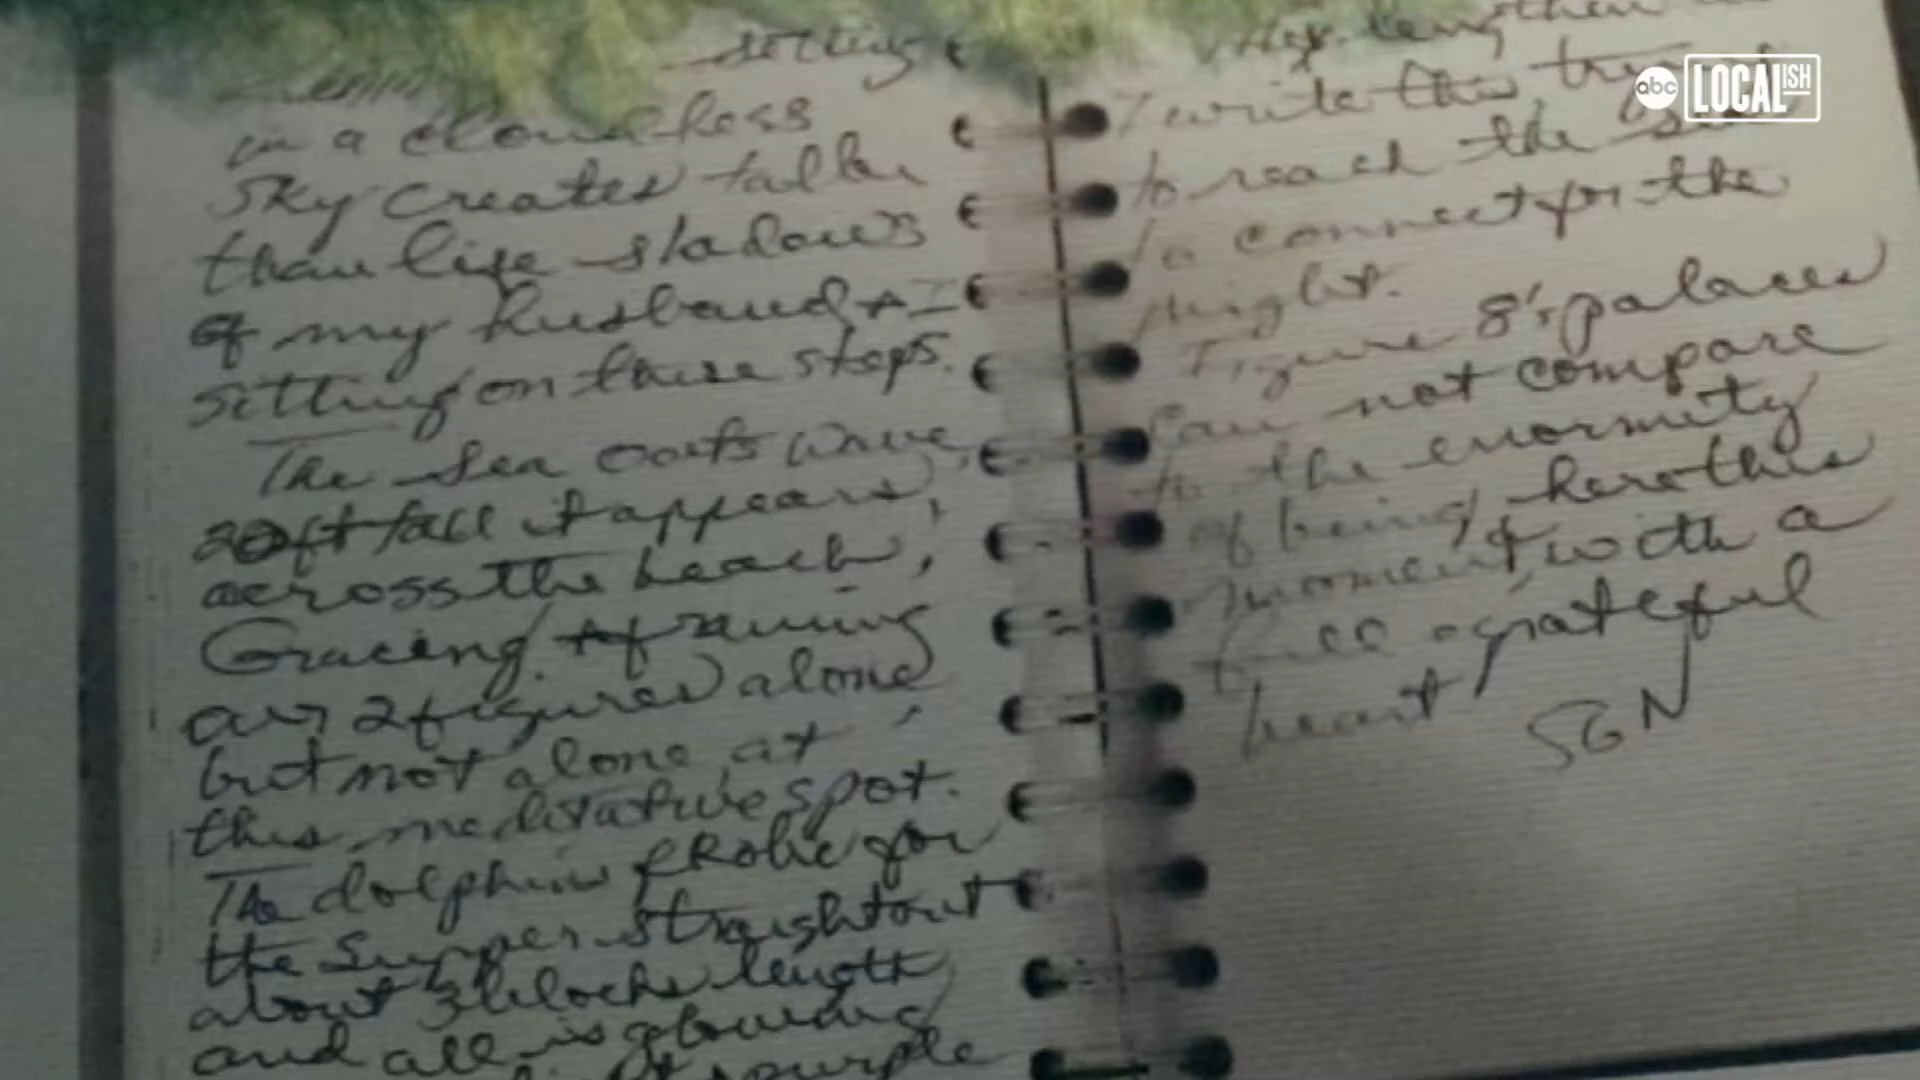 setting
in a cloudless
sky creates taller
than life shadows
of my husband + I
sitting on these steps.
The sea oats wave
20ft tall it appears,
across the beach,
Gracing + framing
our 2 figures alone
but not alone, at
this meditative spot.
The dolphins frolic for
the supper straight out
about 3 blocks length
and all is glowing
purple
lengthen
I write this, trying
to reach the
to connect for the
night.
Figure 8's palaces
can not compare
to the enormity
of being here this
moment, with a
full grateful
heart
SGN
abc
LOCALISH